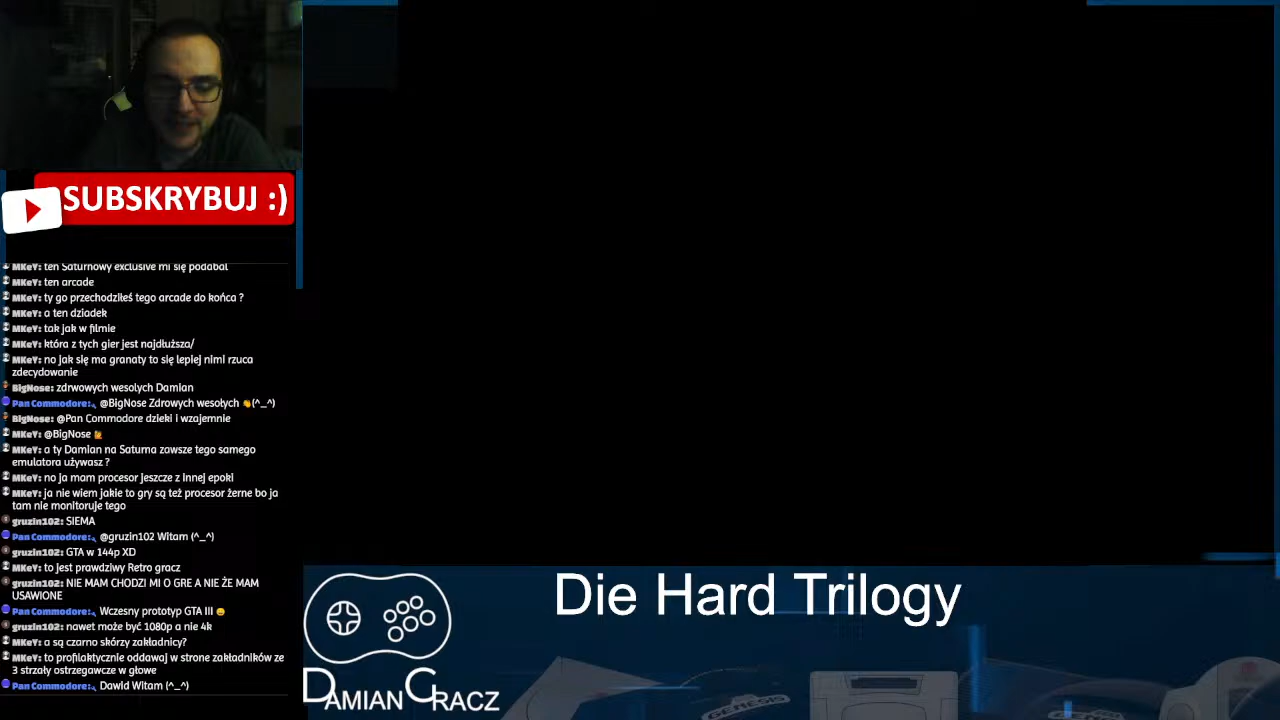 SUBSKRYBUJ :)
MKeY: ten Saturnowy exclusive mi się podabał
MKeY: ten arcade
MKeY: ty go przechodziłeś tego arcade do końca ?
MKeY: a ten dziadek
MKeY: tak jak w filmie
MKeY: która z tych gier jest najdłuższa/
MKeY: no jak się ma granaty to się lepiej nimi rzuca
zdecydowanie
BigNose: zdrwowych wesolych Damian
Pan Commodore: @BigNose Zdrowych wesołych 👏(^_^)
BigNose: @Pan Commodore dzieki i wzajemnie
MKeY: @BigNose 🙋
MKeY: a ty Damian na Saturna zawsze tego samego
emulatora używasz ?
MKeY: no ja mam procesor jeszcze z innej epoki
MKeY: ja nie wiem jakie to gry są też procesor żerne bo ja
tam nie monitoruje tego
gruzin102: SIEMA
Pan Commodore: @gruzin102 Witam (^_^)
gruzin102: GTA w 144p XD
MKeY: to jest prawdziwy Retro gracz
gruzin102: NIE MAM CHODZI MI O GRE A NIE ŻE MAM
USAWIONE
Pan Commodore: Wczesny prototyp GTA III 😀
gruzin102: nawet może być 1080p a nie 4k
MKeY: a są czarno skórzy zakładnicy?
MKeY: to profilaktycznie oddawaj w strone zakładników ze
3 strzały ostrzegawcze w głowe
Pan Commodore: Dawid Witam (^_^)
Die Hard Trilogy
DAMIAN GRACZ
GENESIS